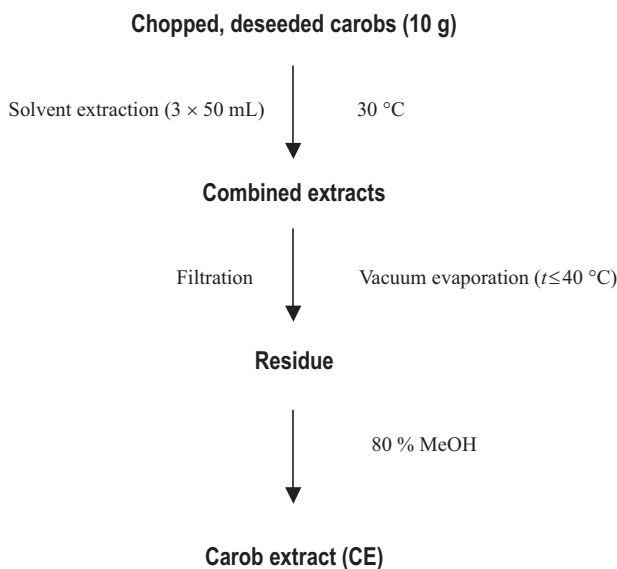 Chopped, deseeded carobs (10 g)
Solvent extraction (3 × 50 mL) 30 °C
Combined extracts
Filtration Vacuum evaporation (t≤40 °C)
Residue
80 % MeOH
Carob extract (CE)